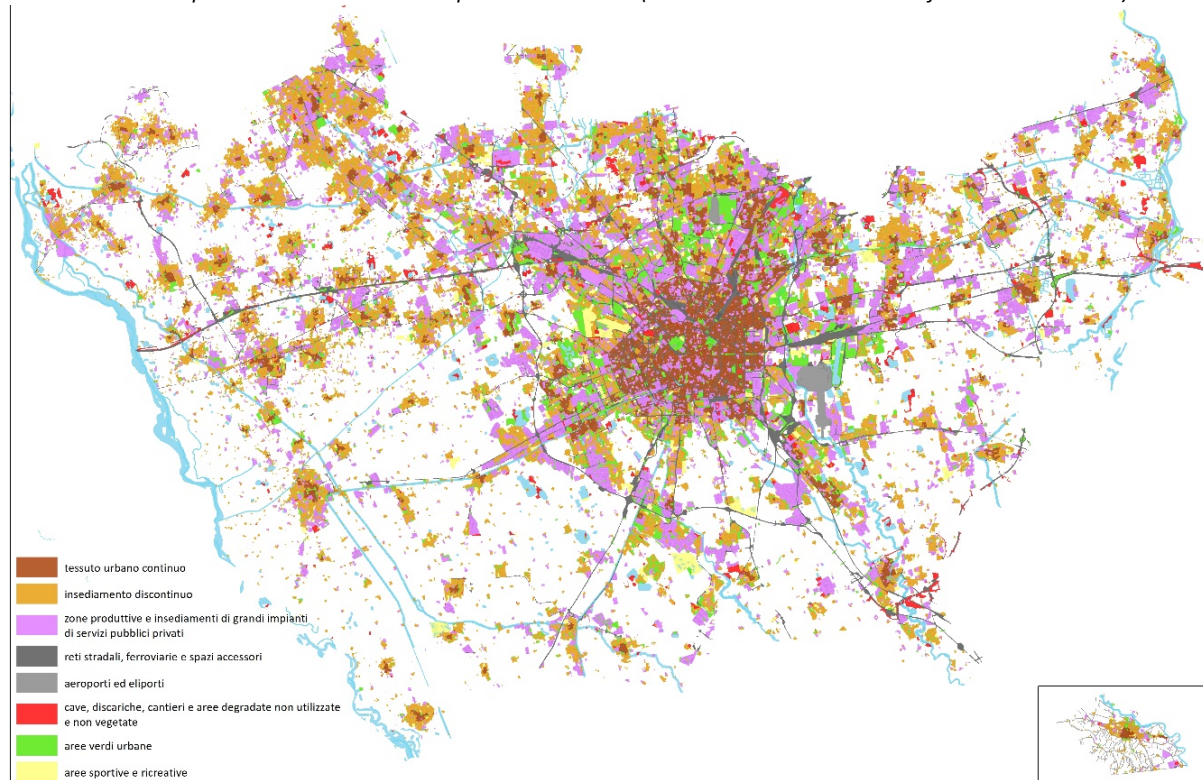 tessuto urbano continuo
insediamento discontinuo
zone produttive e insediamenti di grandi impianti
di servizi pubblici privati
reti stradali, ferroviarie e spazi accessori
aeroporti ed eliporti
cave, discariche, cantieri e aree degradate non utilizzate
e non vegetate
aree verdi urbane
aree sportive e ricreative